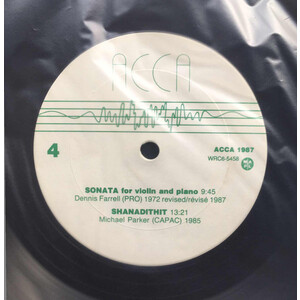 ACCA
ACCA 1987
WRC6-5458
4
SONATA for violin and piano 9:45
Dennis Farrell (PRO) 1972 revised/révisé 1987
SHANADITHIT 13:21
Michael Parker (CAPAC) 1985